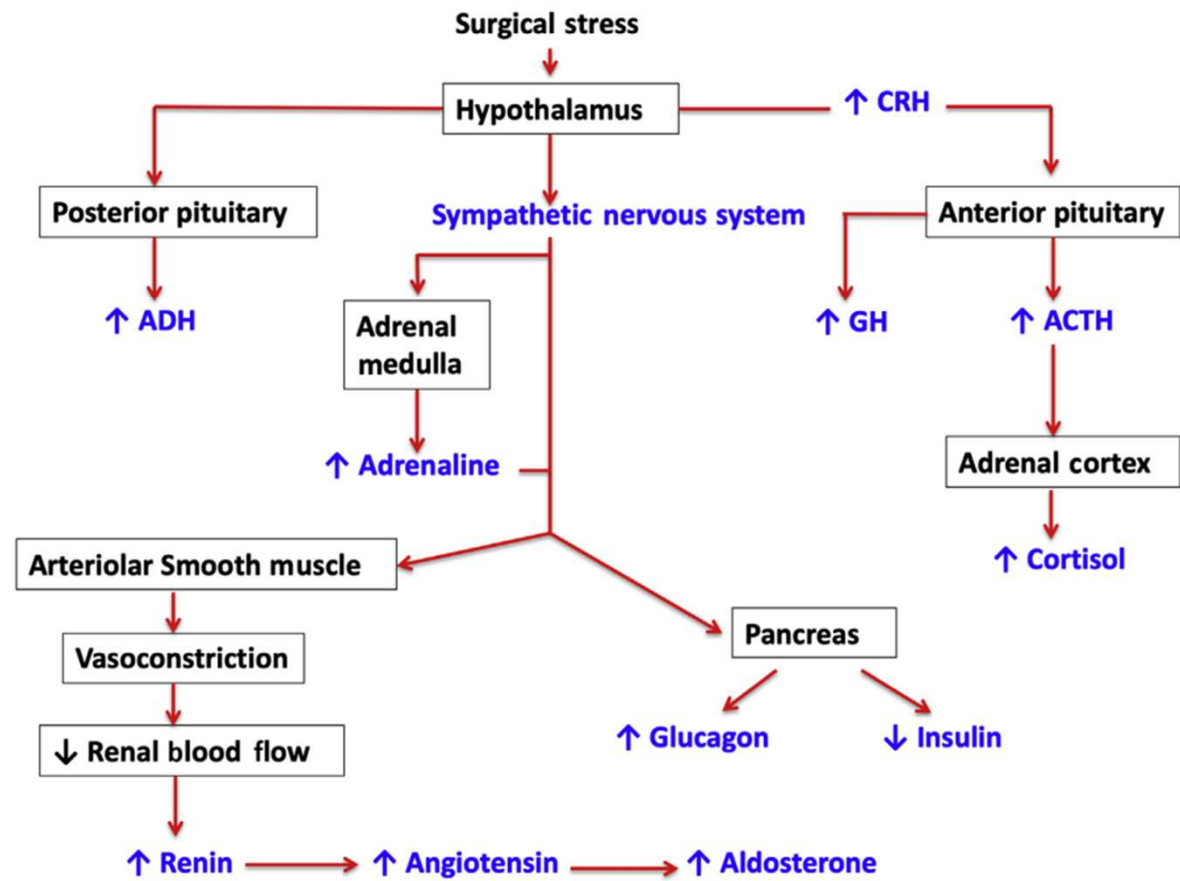 Surgical stress
Hypothalamus
↑ CRH
Posterior pituitary
Sympathetic nervous system
Anterior pituitary
↑ ADH
Adrenal
medulla
↑ GH
↑ ACTH
↑ Adrenaline
Adrenal cortex
Arteriolar Smooth muscle
↑ Cortisol
Vasoconstriction
Pancreas
↓ Renal blood flow
↑ Glucagon
↓ Insulin
↑ Renin
↑ Angiotensin
↑ Aldosterone